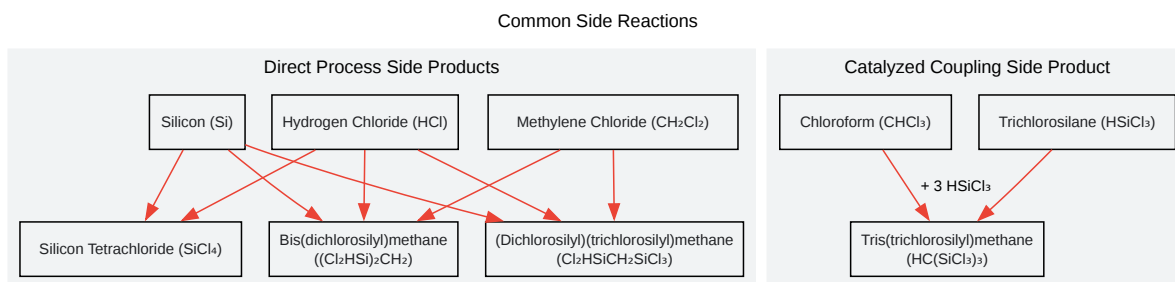 Common Side Reactions
Direct Process Side Products
Silicon (Si)
Hydrogen Chloride (HCl)
Methylene Chloride (CH₂Cl₂)
Silicon Tetrachloride (SiCl₄)
Bis(dichlorosilyl)methane
((Cl₂HSi)₂CH₂)
(Dichlorosilyl)(trichlorosilyl)methane
(Cl₂HSiCH₂SiCl₃)
Catalyzed Coupling Side Product
Chloroform (CHCl₃)
Trichlorosilane (HSiCl₃)
+ 3 HSiCl₃
Tris(trichlorosilyl)methane
(HC(SiCl₃)₃)